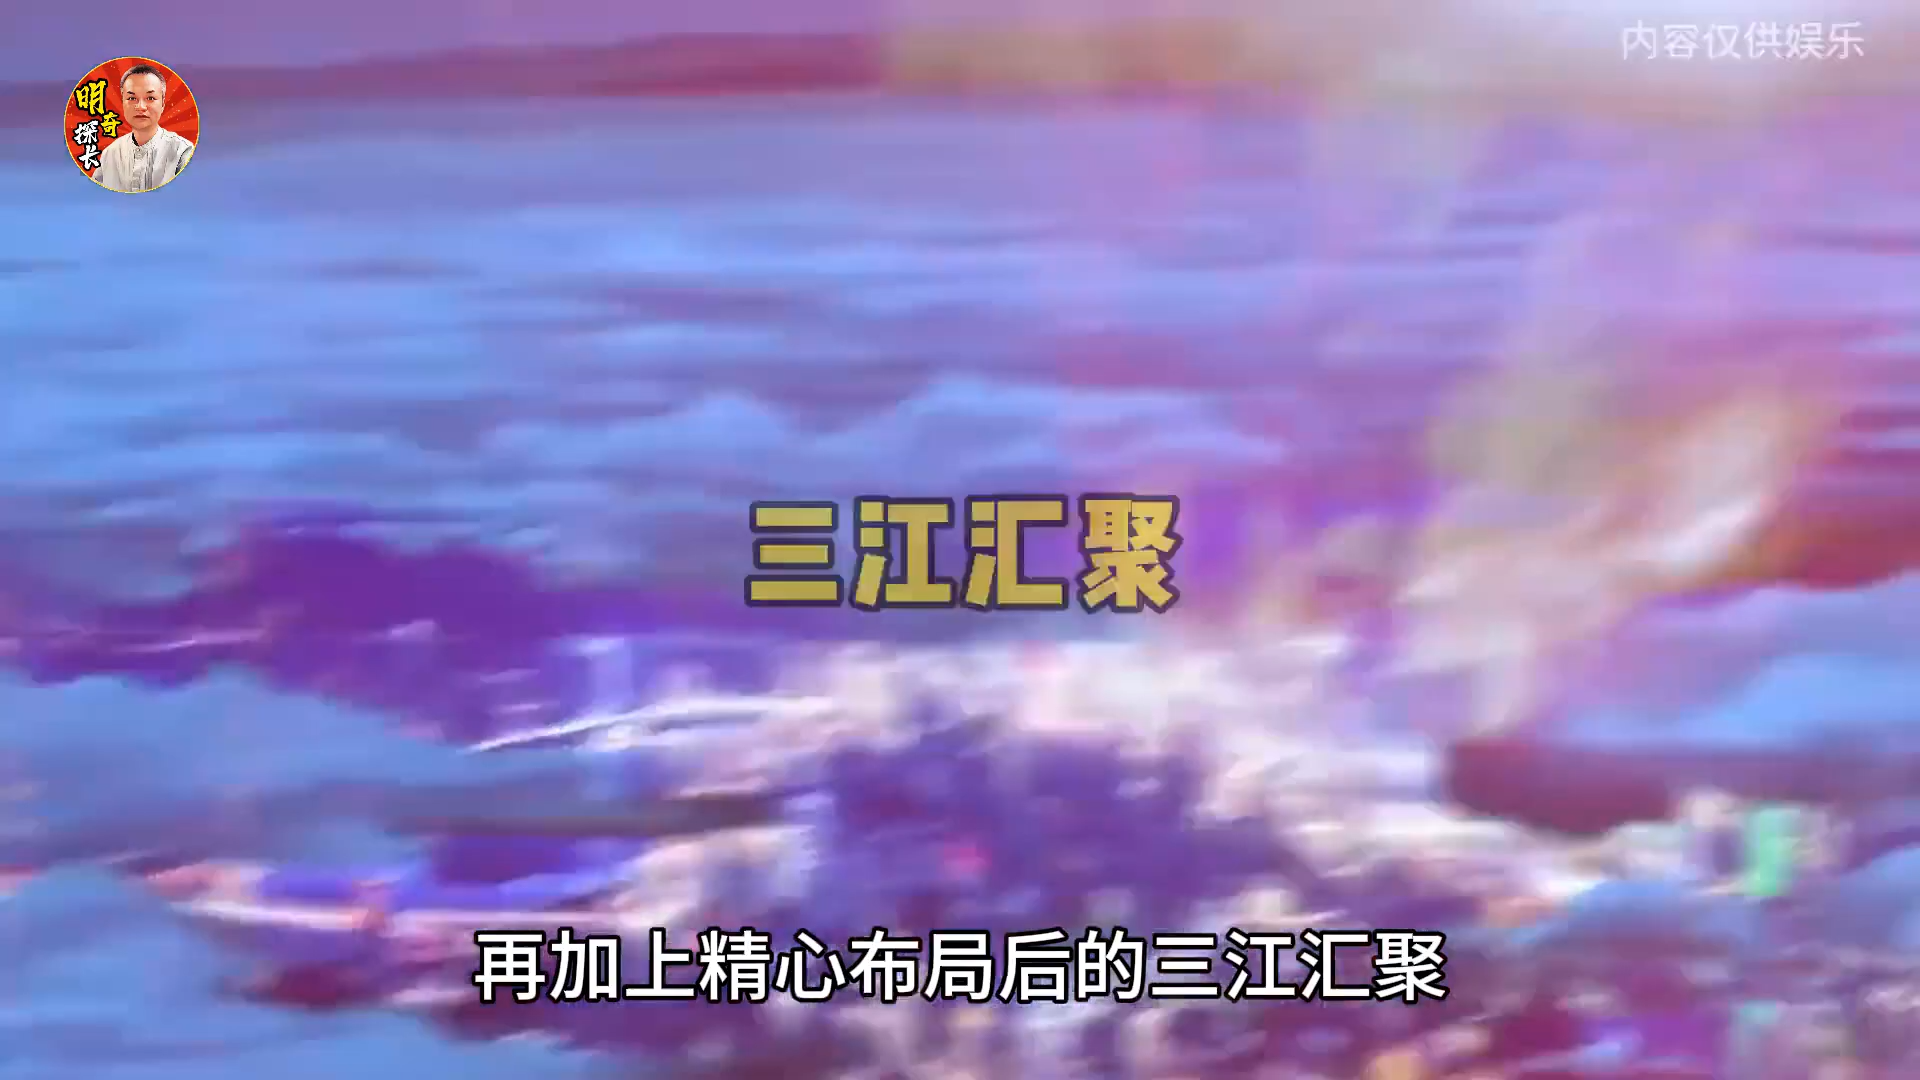 内容仅供娱乐
明奇
探长
三江汇聚
再加上精心布局后的三江汇聚